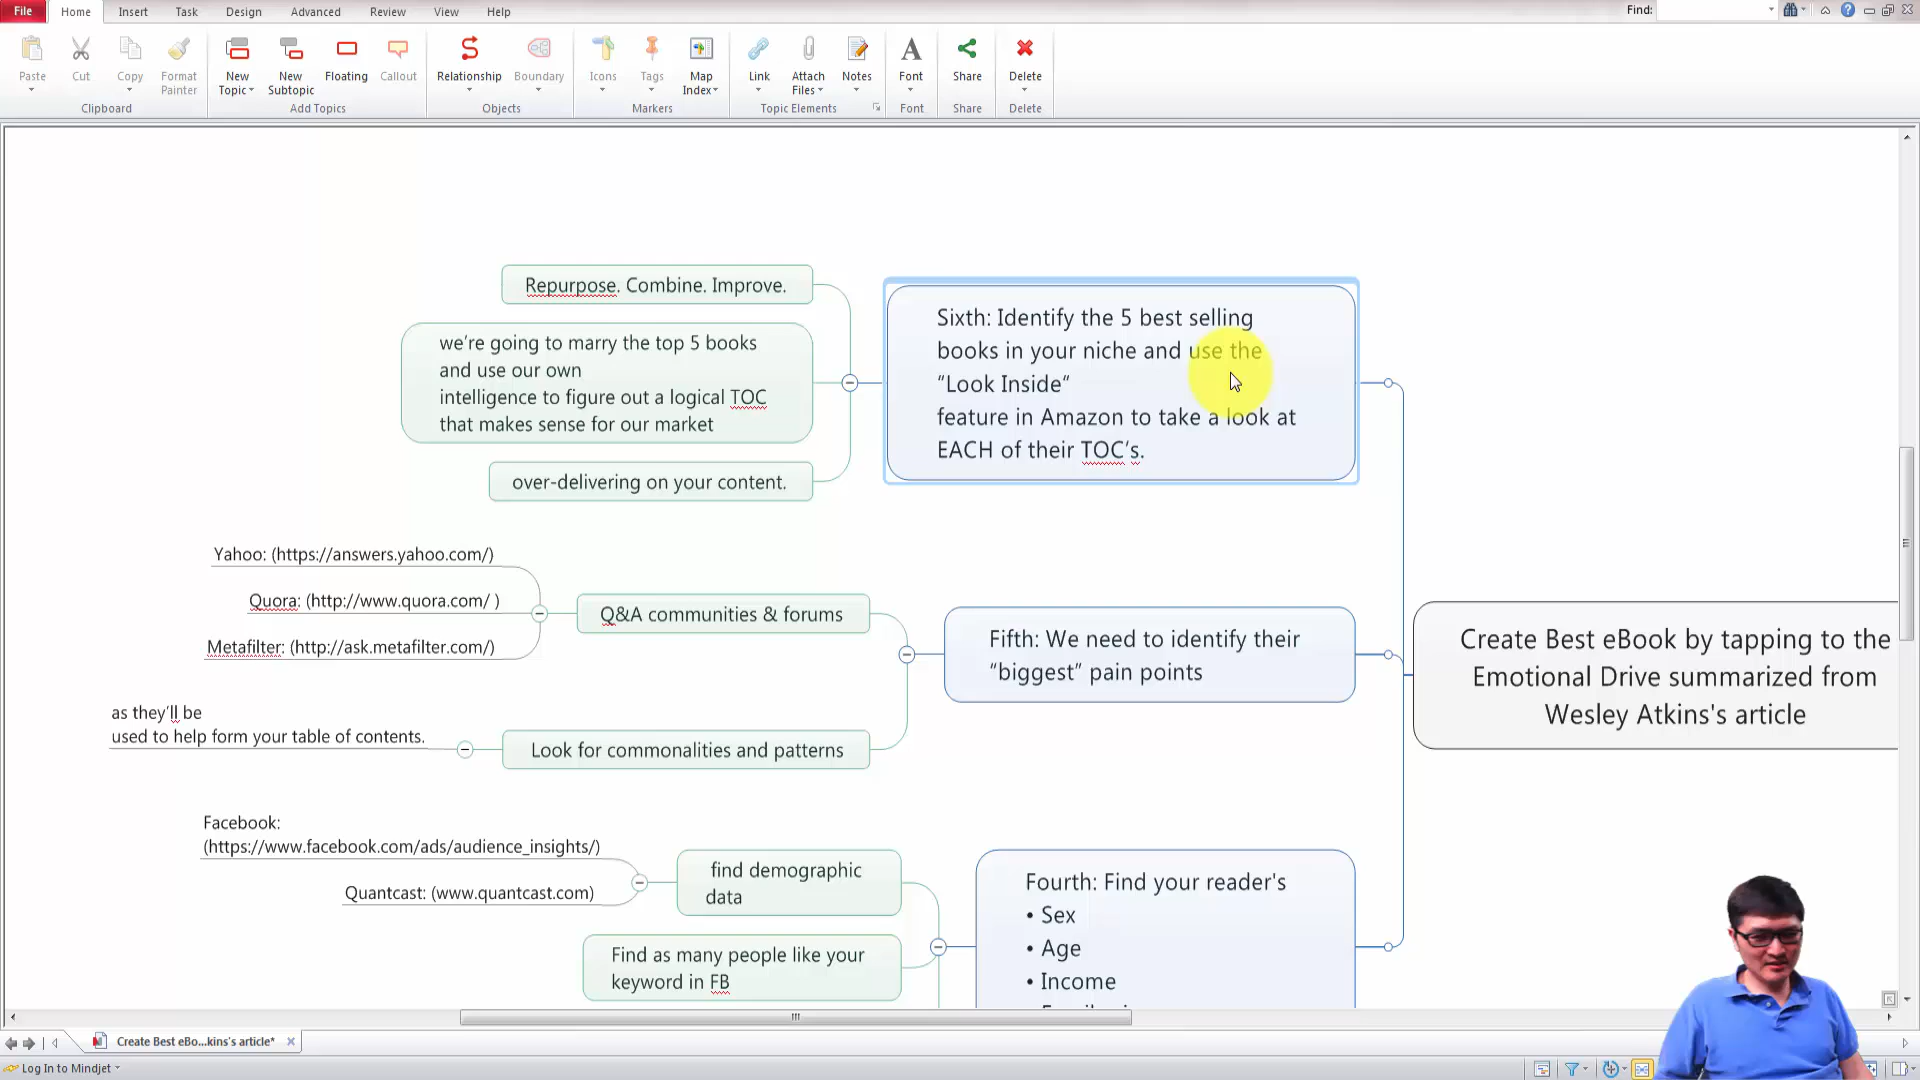 File
Home
Insert
Task
Design
Advanced
Review
View
Help
Find:
Paste
Cut
Copy
Format
Painter
New
Topic
New
Subtopic
Floating
Callout
Relationship
Boundary
Icons
Tags
Map
Index
Link
Attach
Files
Notes
Font
Share
Delete
Clipboard
Add Topics
Objects
Markers
Topic Elements
Font
Share
Delete
Repurpose. Combine. Improve.
we're going to marry the top 5 books
and use our own
intelligence to figure out a logical TOC
that makes sense for our market
over-delivering on your content.
Sixth: Identify the 5 best selling
books in your niche and use the
“Look Inside“
feature in Amazon to take a look at
EACH of their TOC's.
Yahoo: (https://answers.yahoo.com/)
Quora: (http://www.quora.com/ )
Metafilter: (http://ask.metafilter.com/)
Q&A communities & forums
as they'll be
used to help form your table of contents.
Look for commonalities and patterns
Fifth: We need to identify their
“biggest” pain points
Create Best eBook by tapping to the
Emotional Drive summarized from
Wesley Atkins's article
Facebook:
(https://www.facebook.com/ads/audience_insights/)
Quantcast: (www.quantcast.com)
find demographic
data
Find as many people like your
keyword in FB
Fourth: Find your reader's
• Sex
• Age
• Income
Create Best eBo...kins's article*
Log In to Mindjet